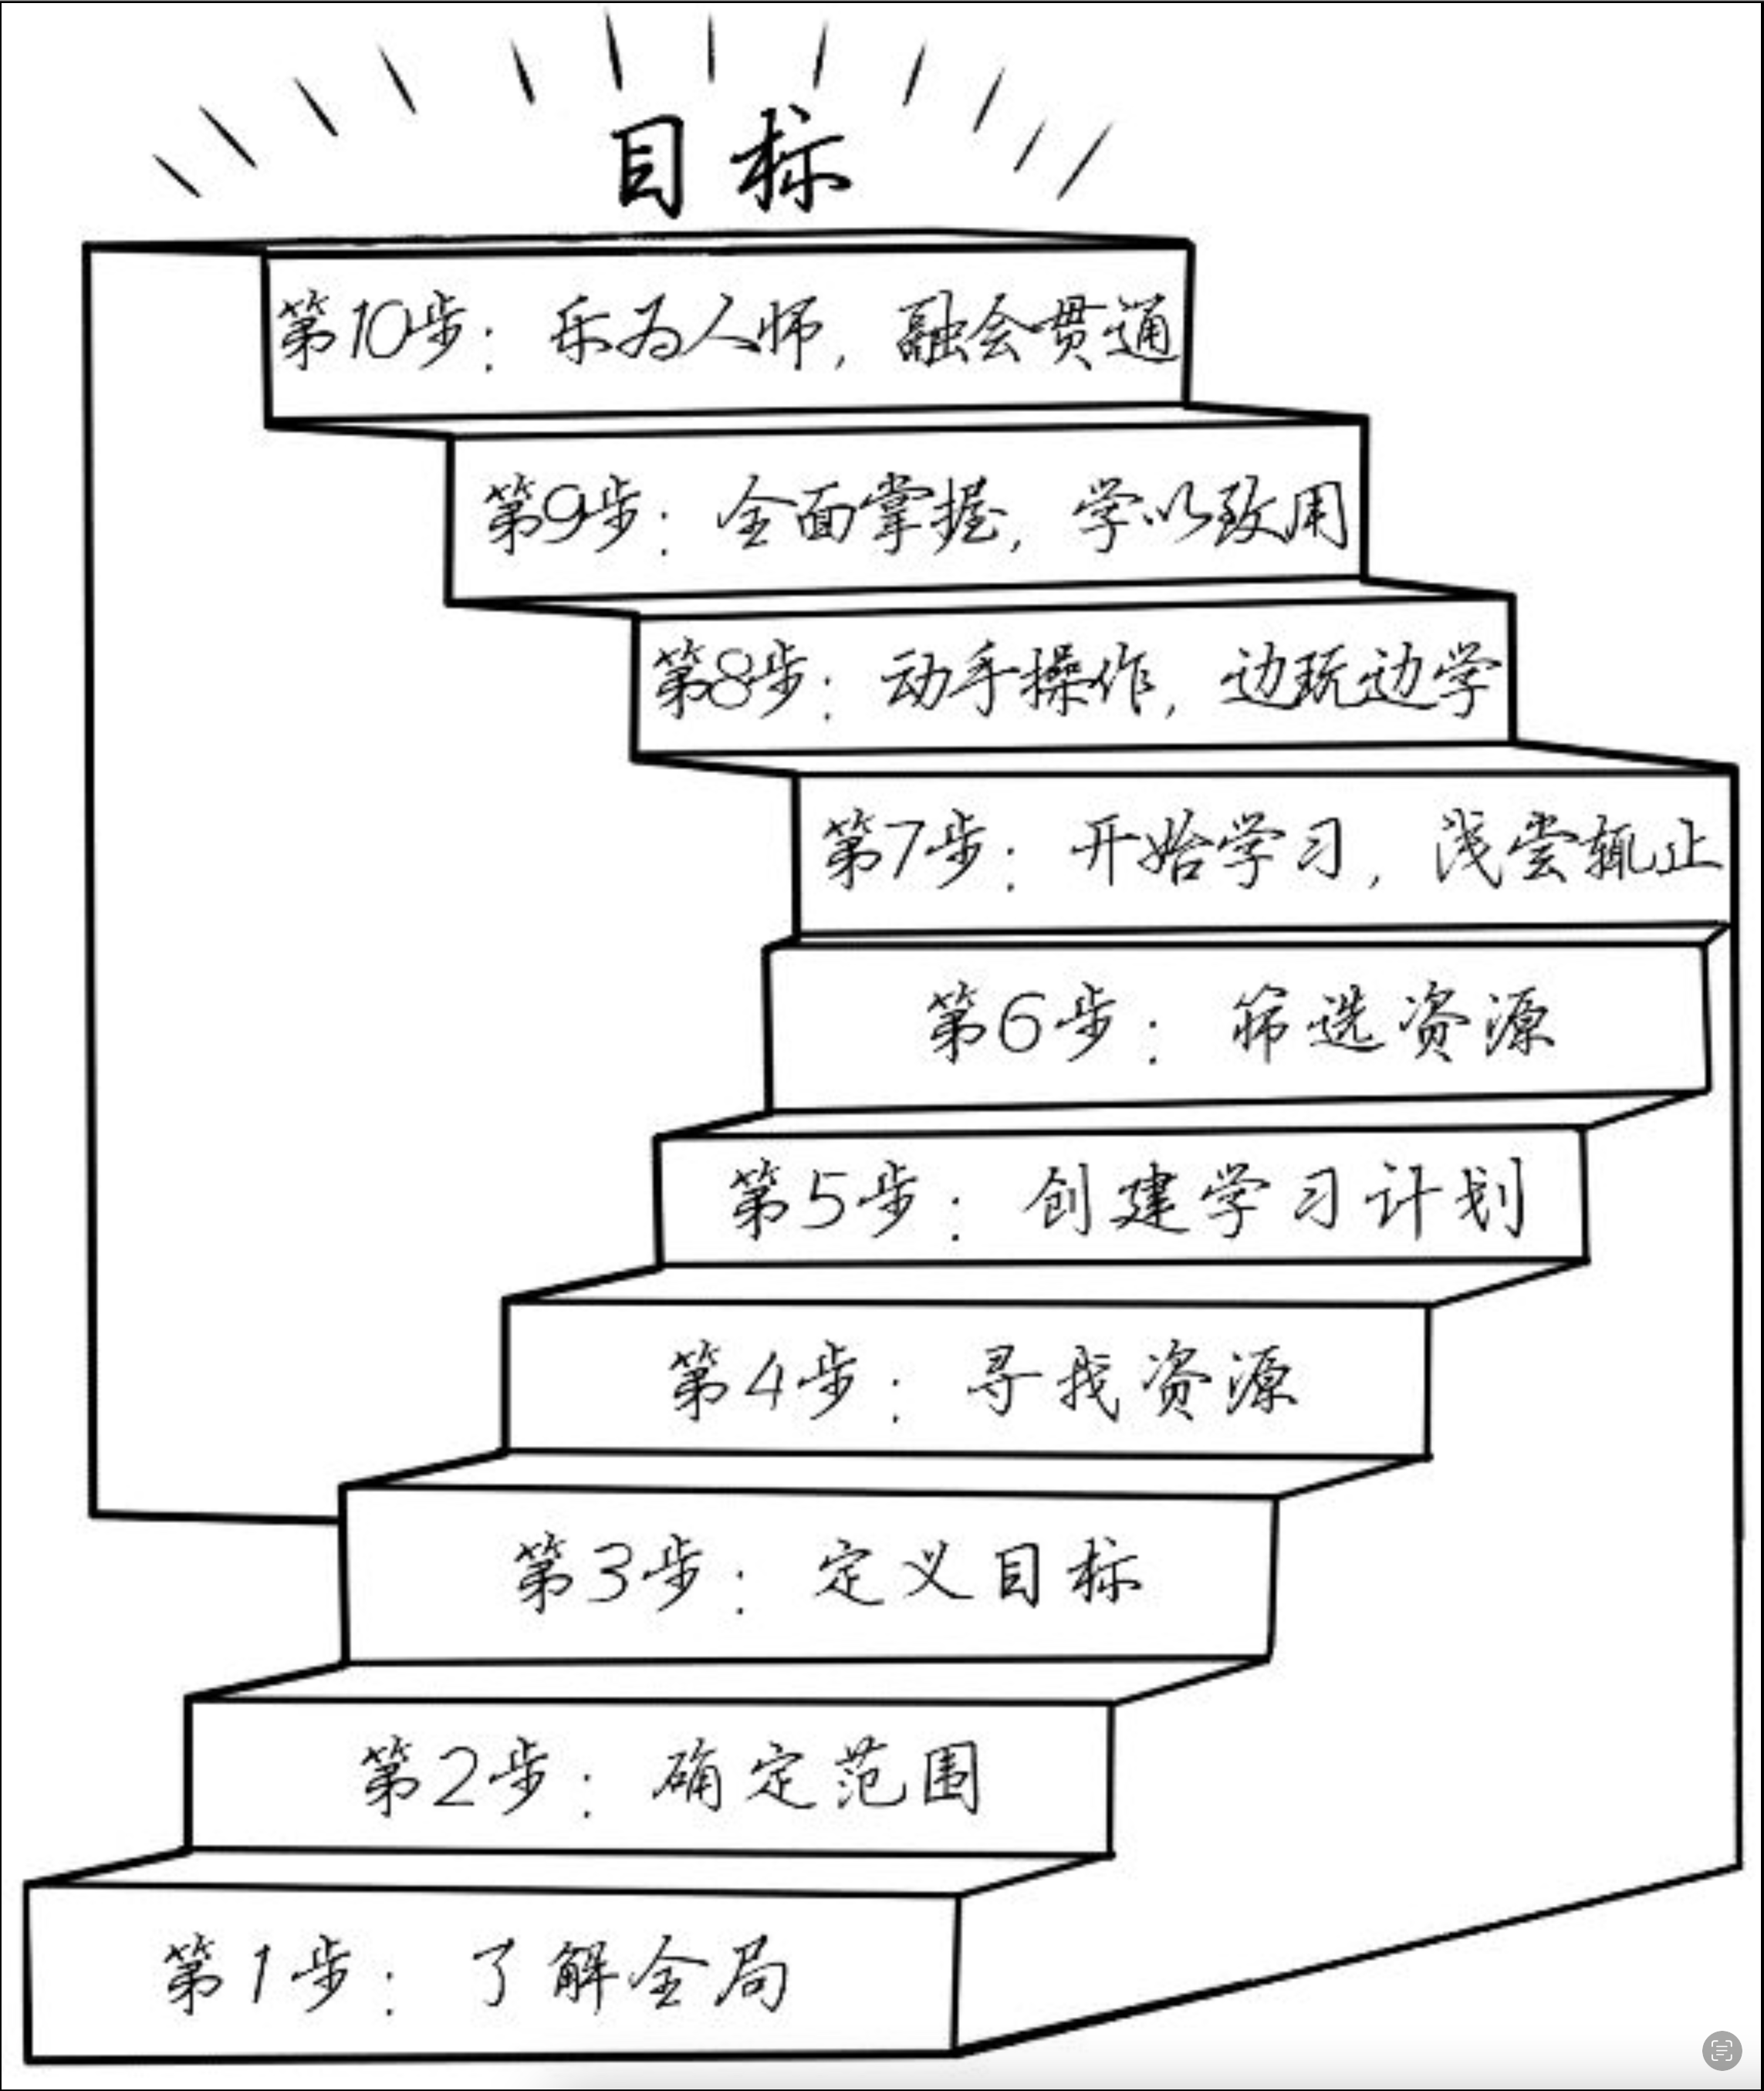 目标
第10步：乐为人师，融会贯通
第9步：全面掌握，学以致用
第8步：动手操作，边玩边学
第7步：开始学习，浅尝辄止
第6步：筛选资源
第5步：创建学习计划
第4步：寻找资源
第3步：定义目标
第2步：确定范围
第1步：了解全局